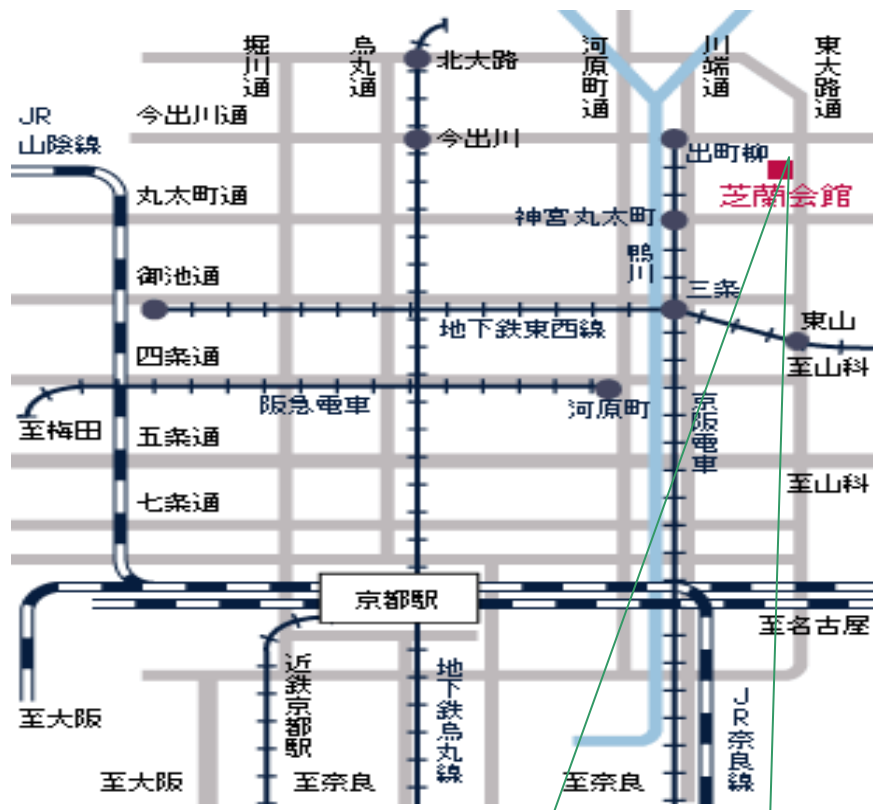 堀川通
烏丸通
北大路
河原町通
川端通
東大路通
JR
山陰線
今出川通
今出川
出町柳
芝蘭会館
丸太町通
神宮丸太町
鴨川
御池通
三条
地下鉄東西線
東山
至山科
四条通
阪急電車
河原町
京阪電車
至梅田
五条通
至山科
七条通
京都駅
至名古屋
近鉄京都駅
地下鉄烏丸線
JR奈良線
至大阪
至大阪
至奈良
至奈良